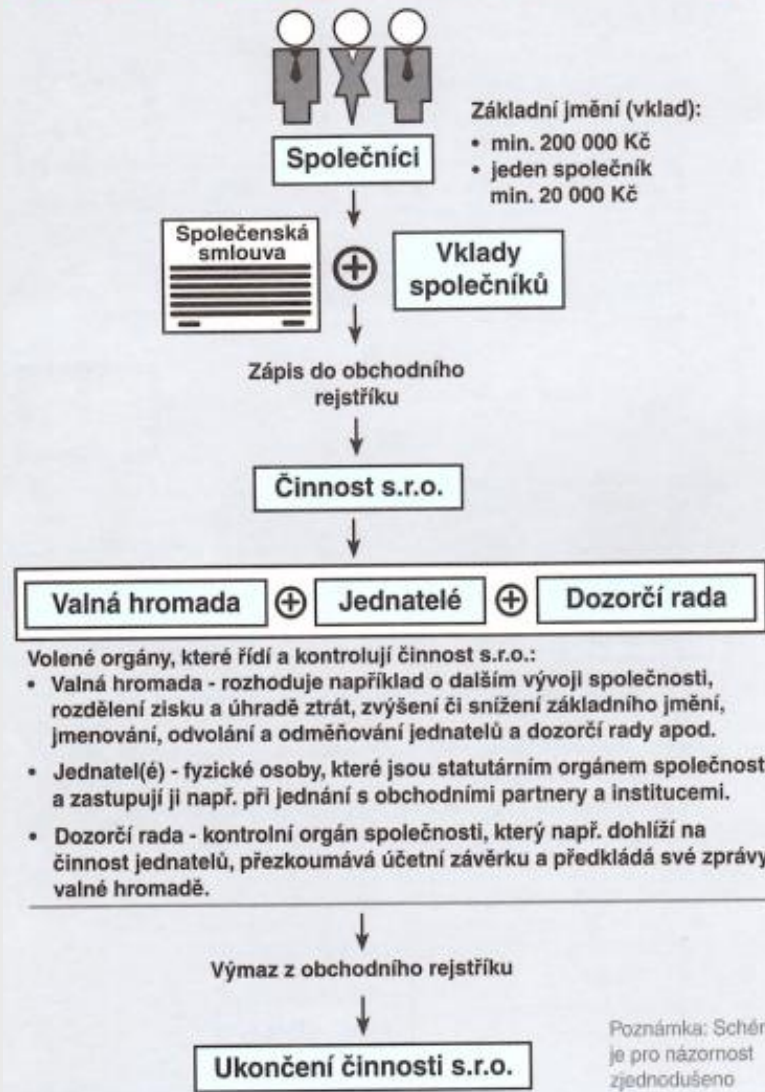 Základní jmění (vklad):
• min. 200 000 Kč
• jeden společník
min. 20 000 Kč
Společníci
Společenská
smlouva
Vklady
společníků
Zápis do obchodního
rejstříku
Činnost s.r.o.
Valná hromada
Jednatelé
Dozorčí rada
Volené orgány, které řídí a kontrolují činnost s.r.o.:
• Valná hromada - rozhoduje například o dalším vývoji společnosti,
rozdělení zisku a úhradě ztrát, zvýšení či snížení základního jmění,
jmenování, odvolání a odměňování jednatelů a dozorčí rady apod.
• Jednatel(é) - fyzické osoby, které jsou statutárním orgánem společnost
a zastupují ji např. při jednání s obchodními partnery a institucemi.
• Dozorčí rada - kontrolní orgán společnosti, který např. dohlíží na
činnost jednatelů, přezkoumává účetní závěrku a předkládá své zprávy
valné hromadě.
Výmaz z obchodního rejstříku
Ukončení činnosti s.r.o.
Poznámka: Schém
je pro názornost
zjednodušeno